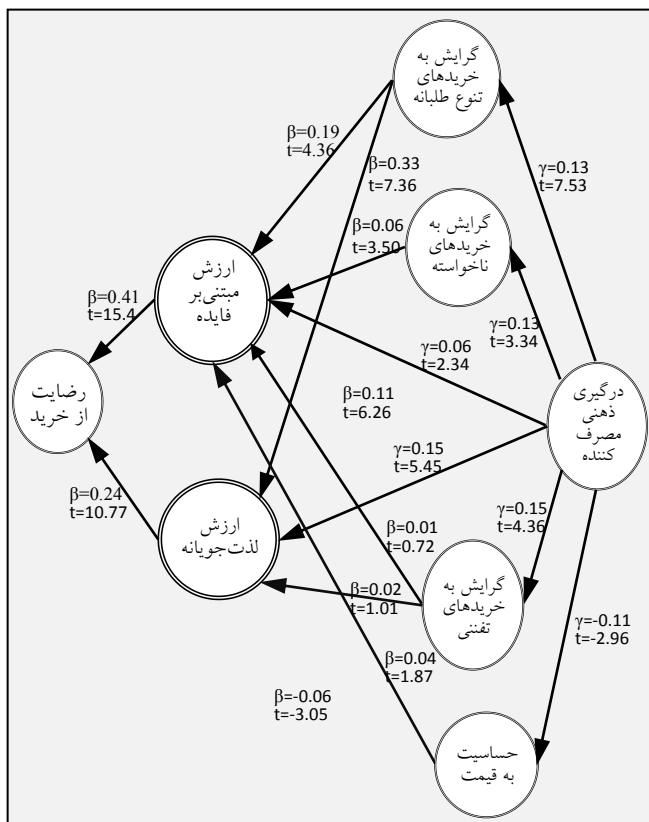 گرایش به
خریدهای
تنوع طلبانه
β=0.19
t=4.36
β=0.33
t=7.36
γ=0.13
t=7.53
گرایش به
خریدهای
ناخواسته
β=0.06
t=3.50
ارزش
مبتنی‌بر
فایده
β=0.41
t=15.4
γ=0.13
t=3.34
γ=0.06
t=2.34
رضایت
از خرید
درگیری
ذهنی
مصرف
کننده
β=0.11
t=6.26
γ=0.15
t=5.45
β=0.24
t=10.77
ارزش
لذت‌جویانه
γ=0.15
t=4.36
β=0.01
t=0.72
گرایش به
خریدهای
تفننی
β=0.02
t=1.01
γ=-0.11
t=-2.96
β=0.04
t=1.87
β=-0.06
t=-3.05
حساسیت
به قیمت